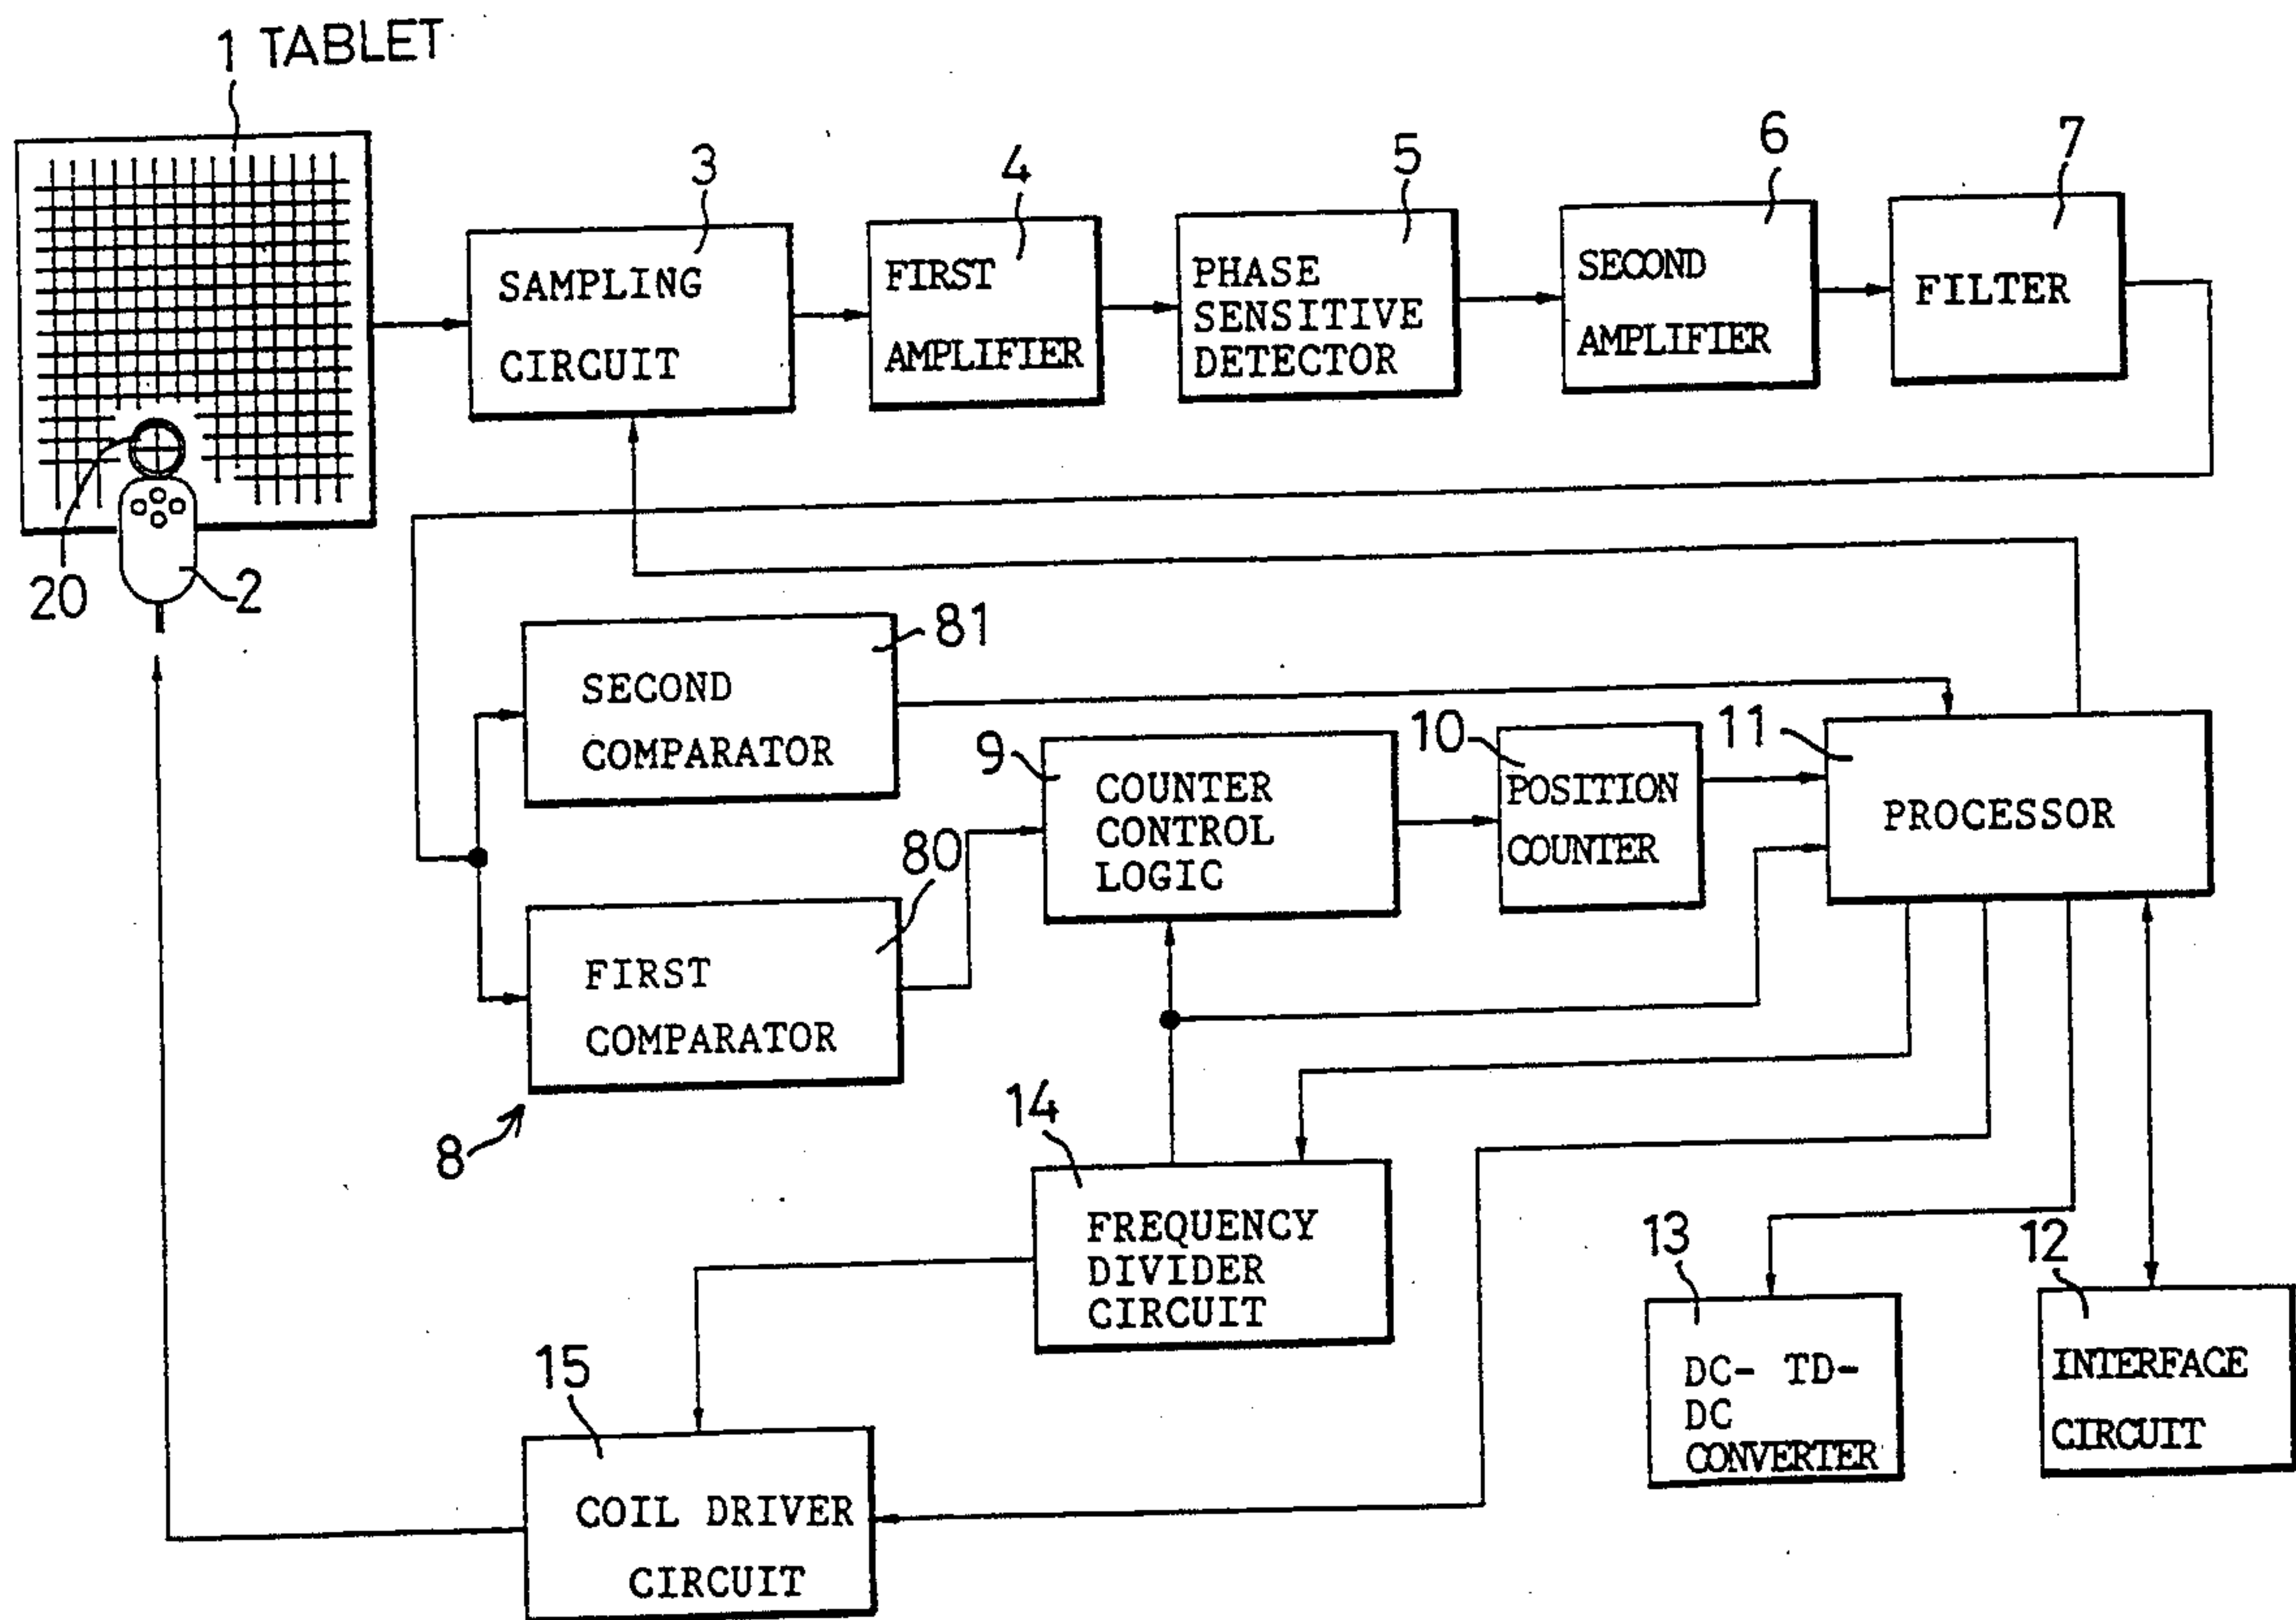 1 TABLET
3
4
5
6
7
SAMPLING
CIRCUIT
FIRST
AMPLIFIER
PHASE
SENSITIVE
DETECTOR
SECOND
AMPLIFIER
FILTER
20
2
81
SECOND
COMPARATOR
9
COUNTER
CONTROL
LOGIC
10
POSITION
COUNTER
11
PROCESSOR
80
FIRST
COMPARATOR
8
14
FREQUENCY
DIVIDER
CIRCUIT
13
DC- TD-
DC
CONVERTER
12
INTERFACE
CIRCUIT
15
COIL DRIVER
CIRCUIT